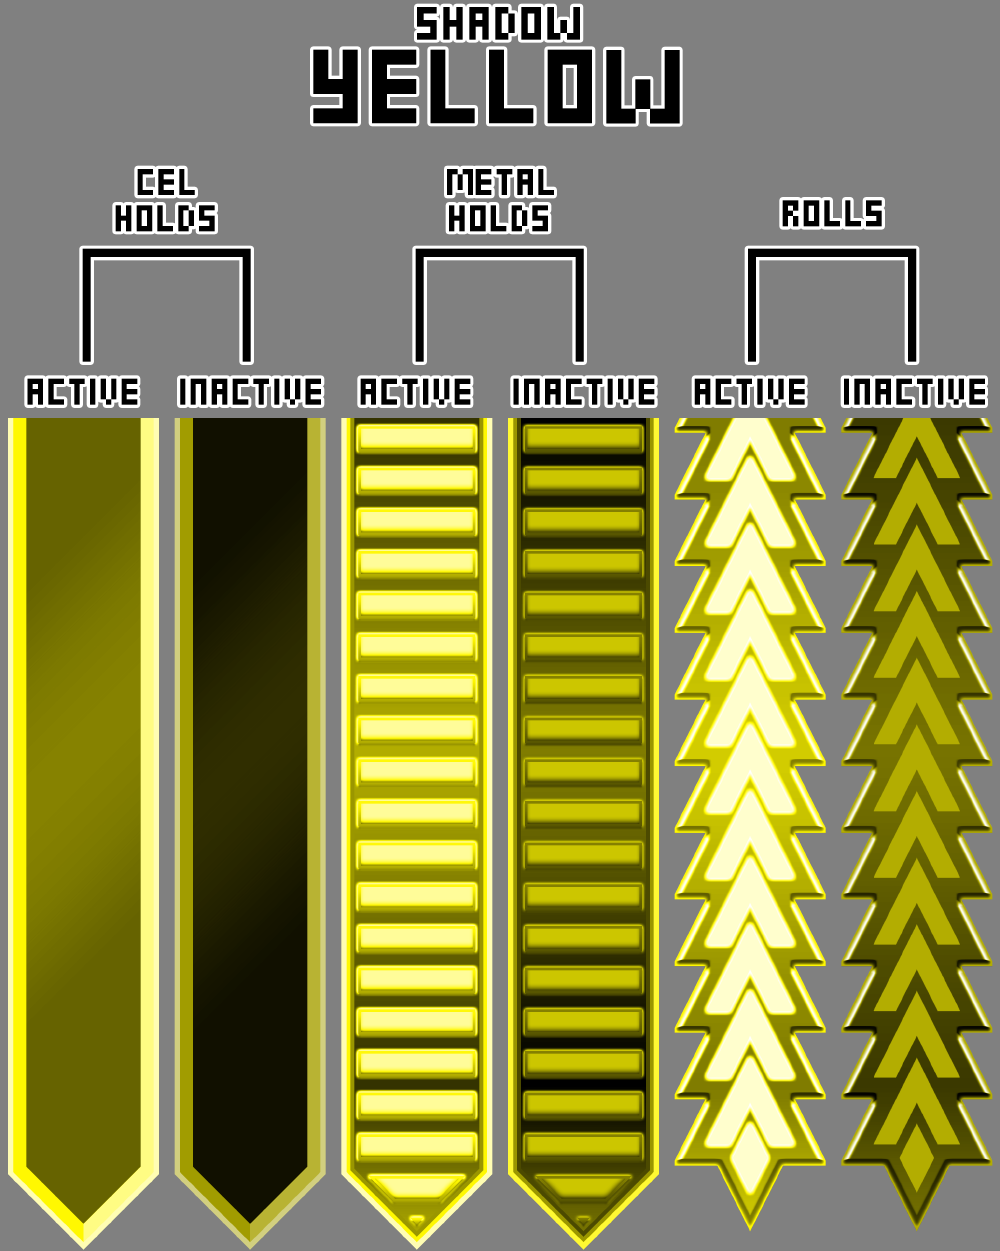 SHADOW
YELLOW
CEL
HOLDS
METAL
HOLDS
ROLLS
ACTIVE INACTIVE ACTIVE INACTIVE ACTIVE INACTIVE